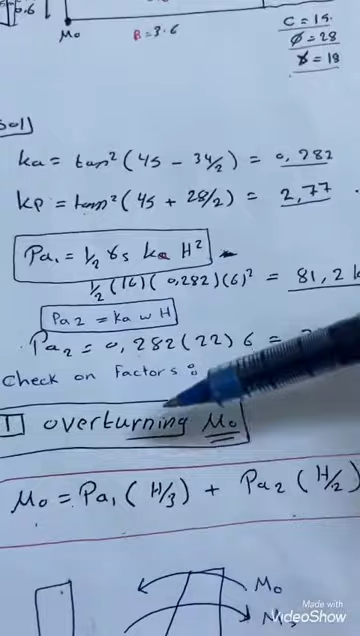 0.6
Mo
B=3.6
C=15
Ø=28
γ=18
sol]
ka = tan²(45 - 34/2) = 0,282
kp = tan²(45 + 28/2) = 2,77
Pa₁ = 1/2 γs ka H²
1/2 (16)(0,282)(6)² = 81,2 k
Pa2 = ka w H
Pa₂ = 0,282(22)6 =
Check on Factors:
1 overturning Mo
Mo = Pa₁(H/3) + Pa₂(H/2)
Mo
Made with
VideoShow